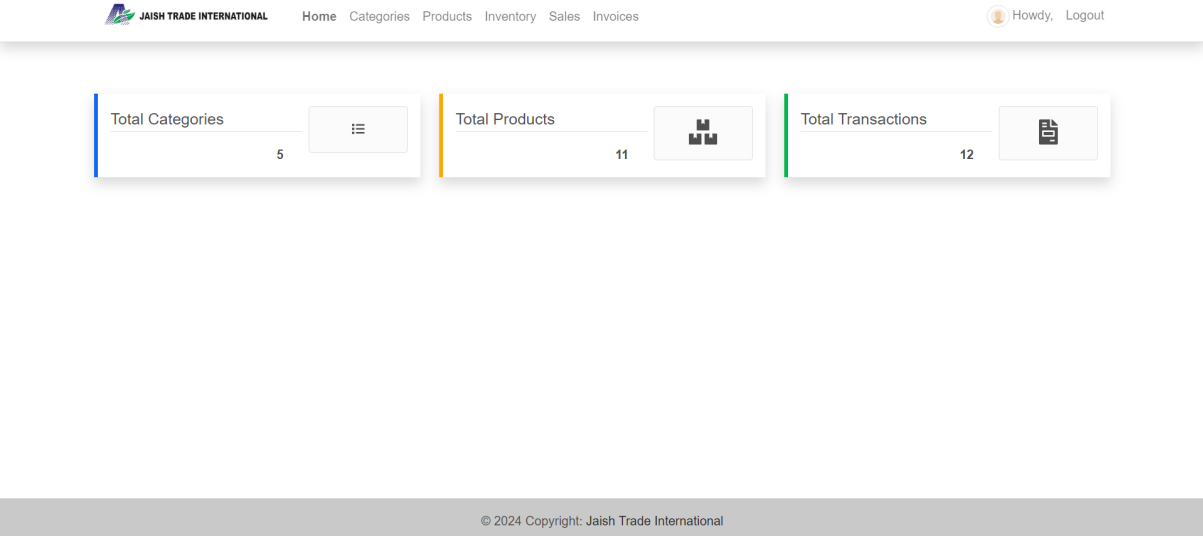 JAISH TRADE INTERNATIONAL Home Categories Products Inventory Sales Invoices Howdy, Logout
Total Categories
5
Total Products
11
Total Transactions
12
© 2024 Copyright: Jaish Trade International